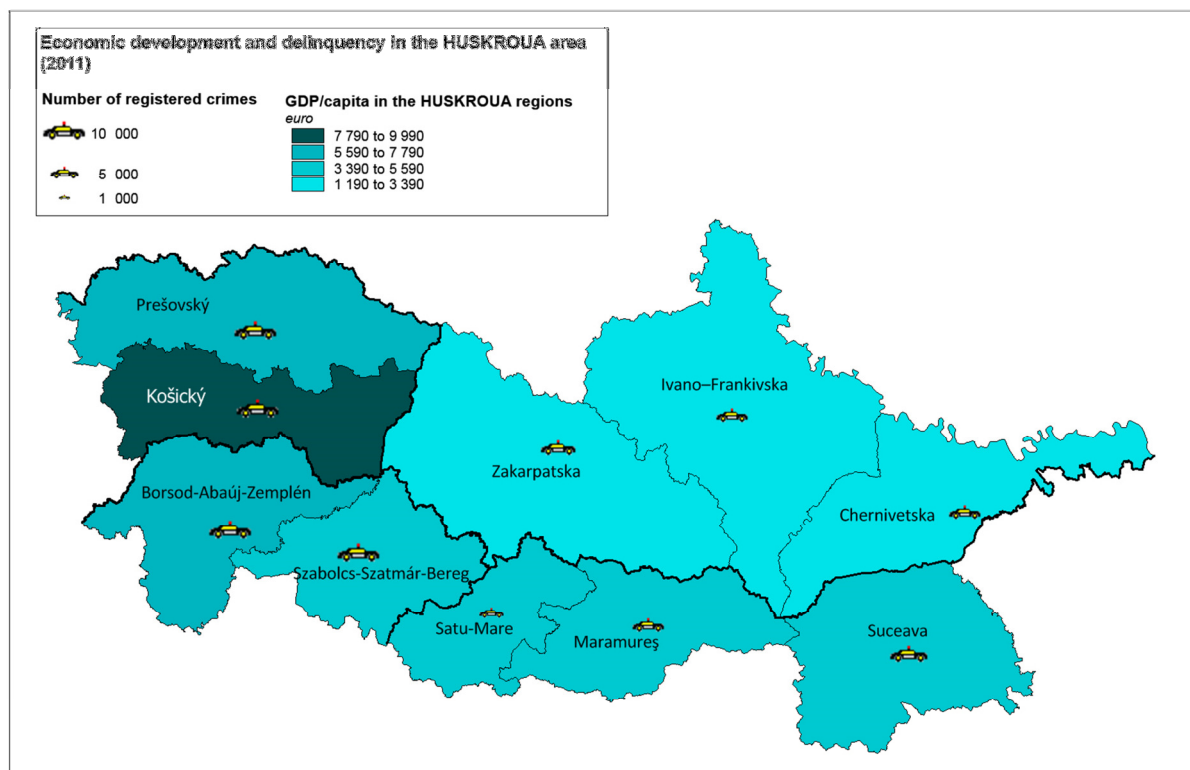 Economic development and delinquency in the HUSKROUA area
(2011)
Number of registered crimes
10 000
5 000
1 000
GDP/capita in the HUSKROUA regions
euro
7 790 to 9 990
5 590 to 7 790
3 390 to 5 590
1 190 to 3 390
Prešovský
Košický
Ivano–Frankivska
Zakarpatska
Borsod-Abaúj-Zemplén
Chernivetska
Szabolcs-Szatmár-Bereg
Satu-Mare
Maramureş
Suceava